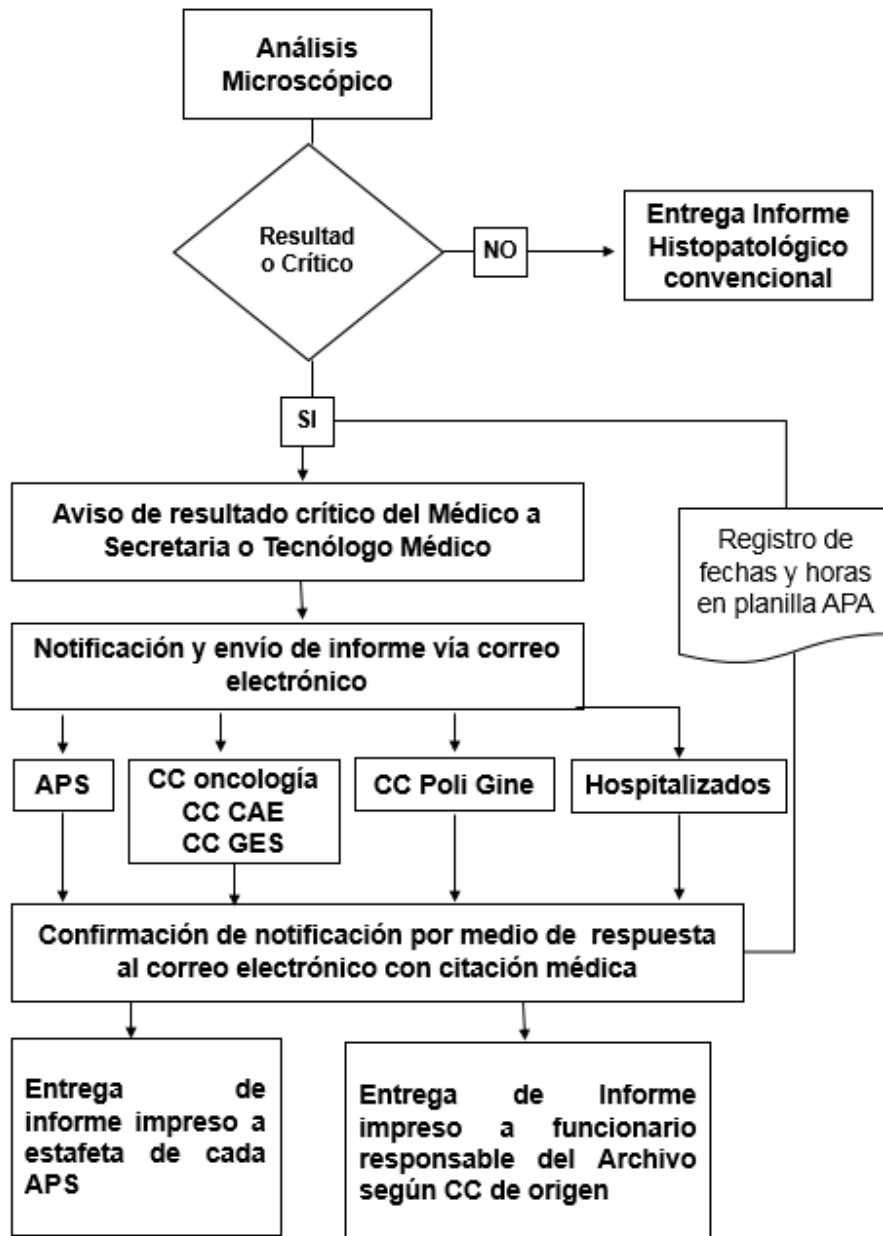 Análisis
Microscópico
Resultad
o Crítico
NO
Entrega Informe
Histopatológico
convencional
SI
Aviso de resultado crítico del Médico a
Secretaria o Tecnólogo Médico
Registro de
fechas y horas
en planilla APA
Notificación y envío de informe vía correo
electrónico
APS
CC oncología
CC CAE
CC GES
CC Poli Gine
Hospitalizados
Confirmación de notificación por medio de respuesta
al correo electrónico con citación médica
Entrega de
informe impreso a
estafeta de cada
APS
Entrega de Informe
impreso a funcionario
responsable del Archivo
según CC de origen